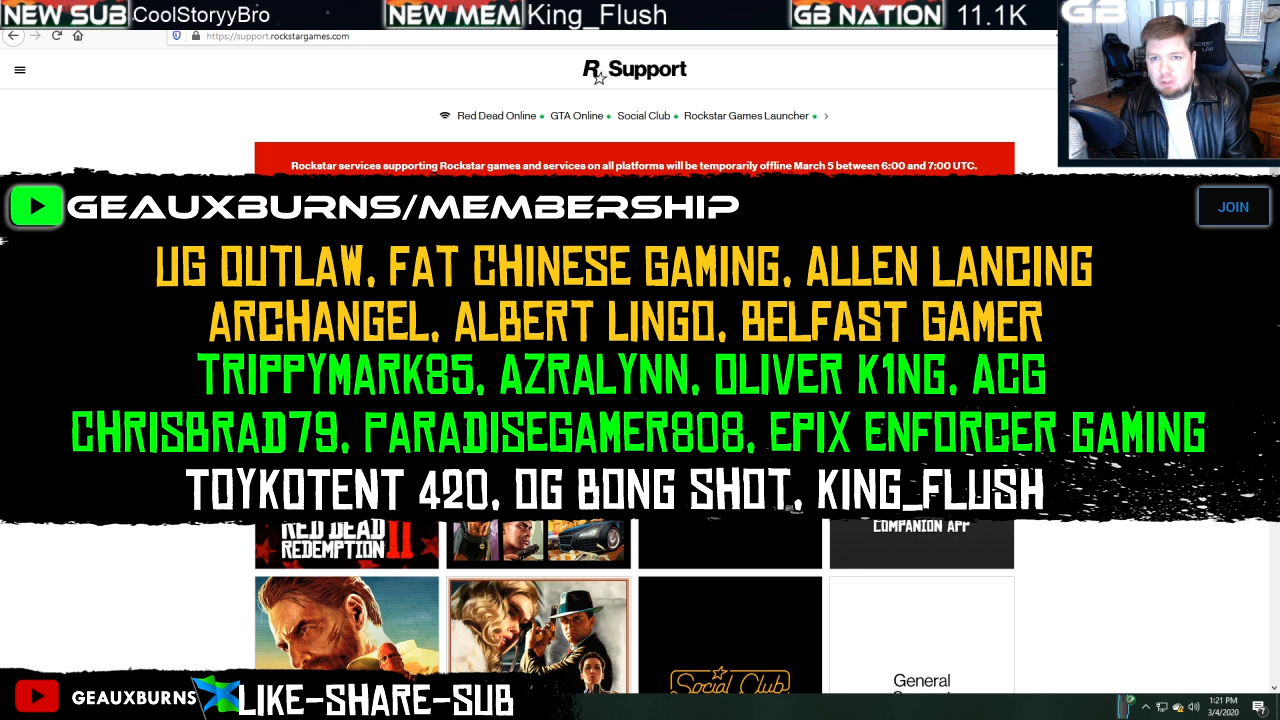 NEW SUB CoolStoryyBro NEW MEM King_Flush GB NATION 11.1K GB
https://support.rockstargames.com
R Support
Red Dead Online GTA Online Social Club Rockstar Games Launcher
Rockstar services supporting Rockstar games and services on all platforms will be temporarily offline March 5 between 6:00 and 7:00 UTC.
GEAUXBURNS/MEMBERSHIP JOIN
UG OUTLAW, FAT CHINESE GAMING, ALLEN LANCING
ARCHANGEL, ALBERT LINGO, BELFAST GAMER
TRIPPYMARK85, AZRALYNN, OLIVER K1NG, ACG
CHRISBRAD79, PARADISEGAMER808, EPIX ENFORCER GAMING
TOYKOTENT 420, OG BONG SHOT, KING_FLUSH
RED DEAD
REDEMPTION II
COMPANION APP
Social Club
General
GEAUXBURNS LIKE-SHARE-SUB
1:21 PM
3/4/2020